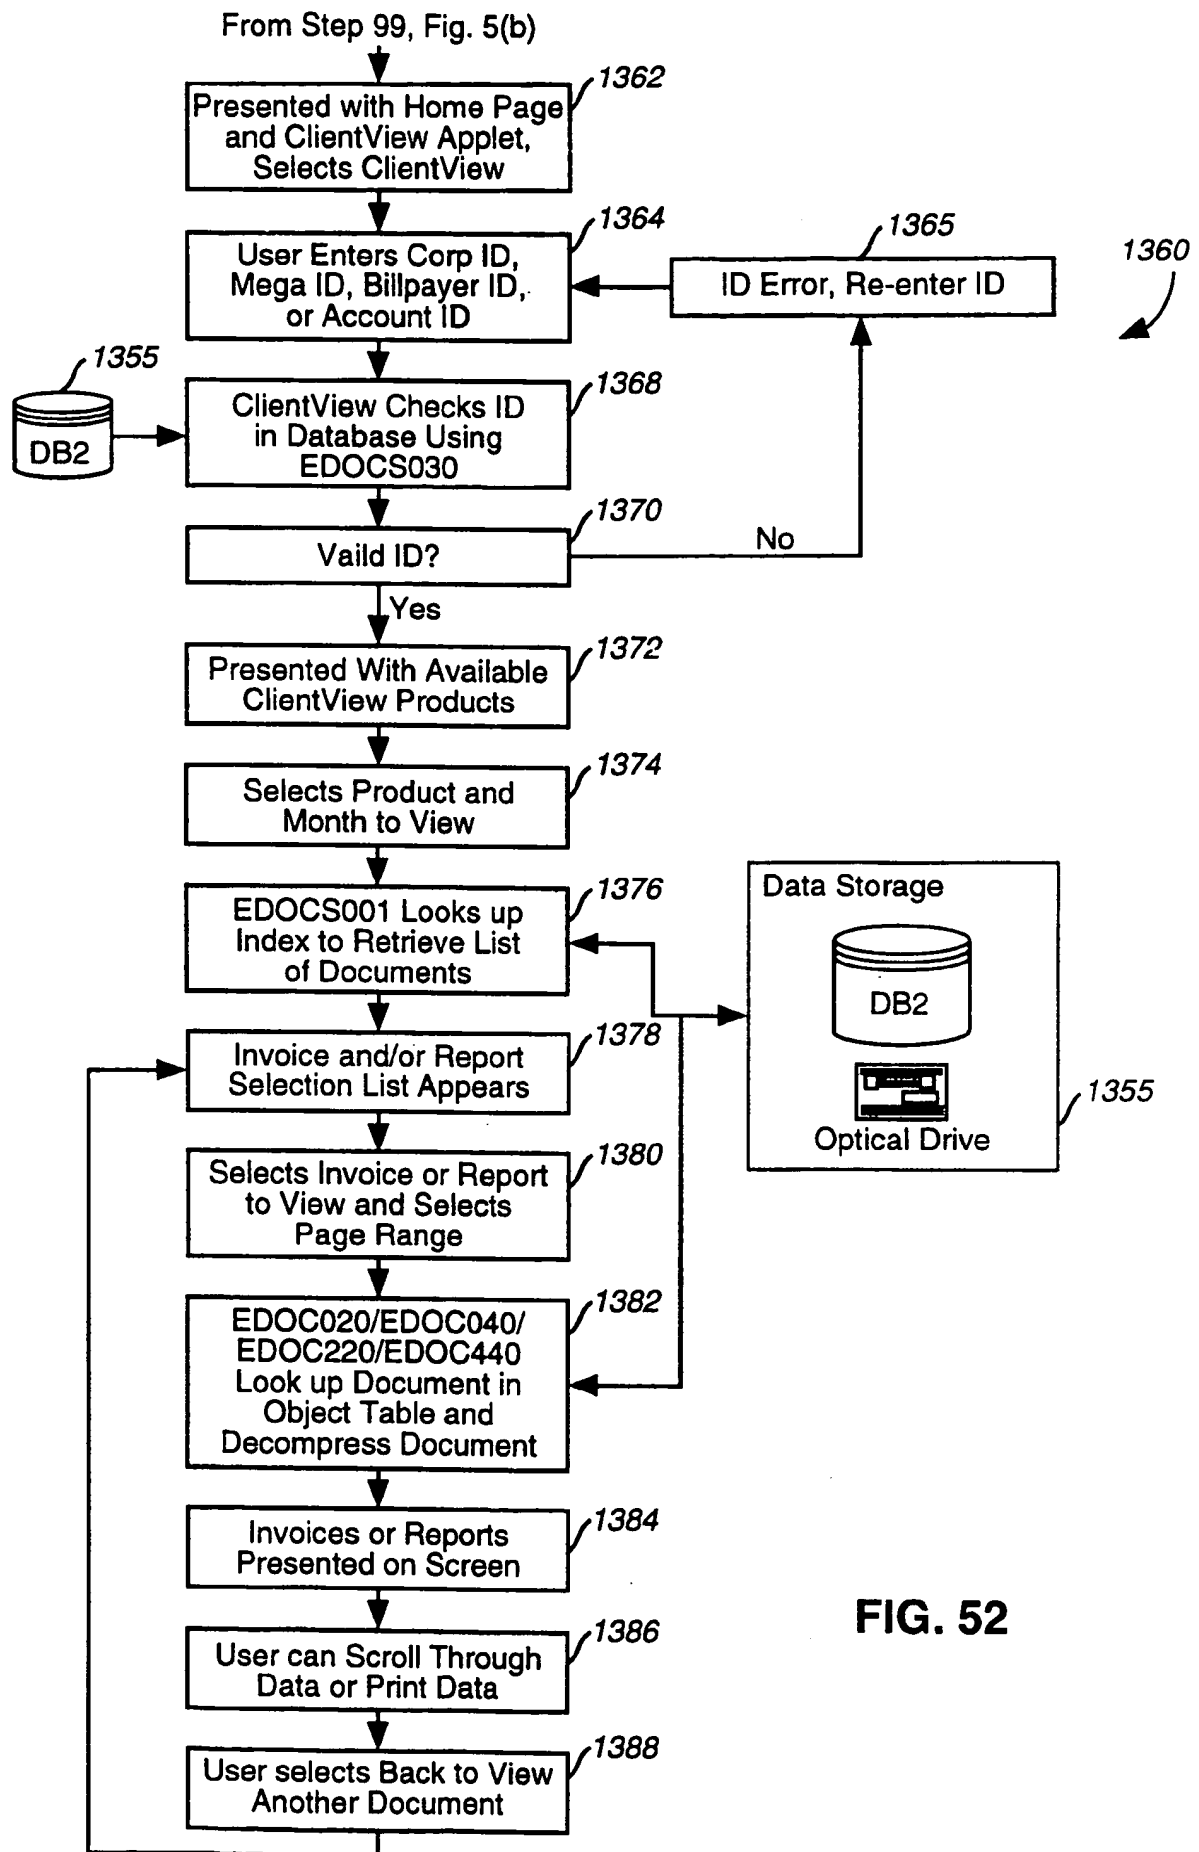 From Step 99, Fig. 5(b)
1362
Presented with Home Page
and ClientView Applet,
Selects ClientView
1364
User Enters Corp ID,
Mega ID, Billpayer ID,
or Account ID
1365
ID Error, Re-enter ID
1360
1355
DB2
1368
ClientView Checks ID
in Database Using
EDOCS030
1370
Vaild ID?
No
Yes
1372
Presented With Available
ClientView Products
1374
Selects Product and
Month to View
1376
EDOCS001 Looks up
Index to Retrieve List
of Documents
Data Storage
DB2
Optical Drive
1355
1378
Invoice and/or Report
Selection List Appears
1380
Selects Invoice or Report
to View and Selects
Page Range
1382
EDOC020/EDOC040/
EDOC220/EDOC440
Look up Document in
Object Table and
Decompress Document
1384
Invoices or Reports
Presented on Screen
1386
User can Scroll Through
Data or Print Data
1388
User selects Back to View
Another Document
FIG. 52